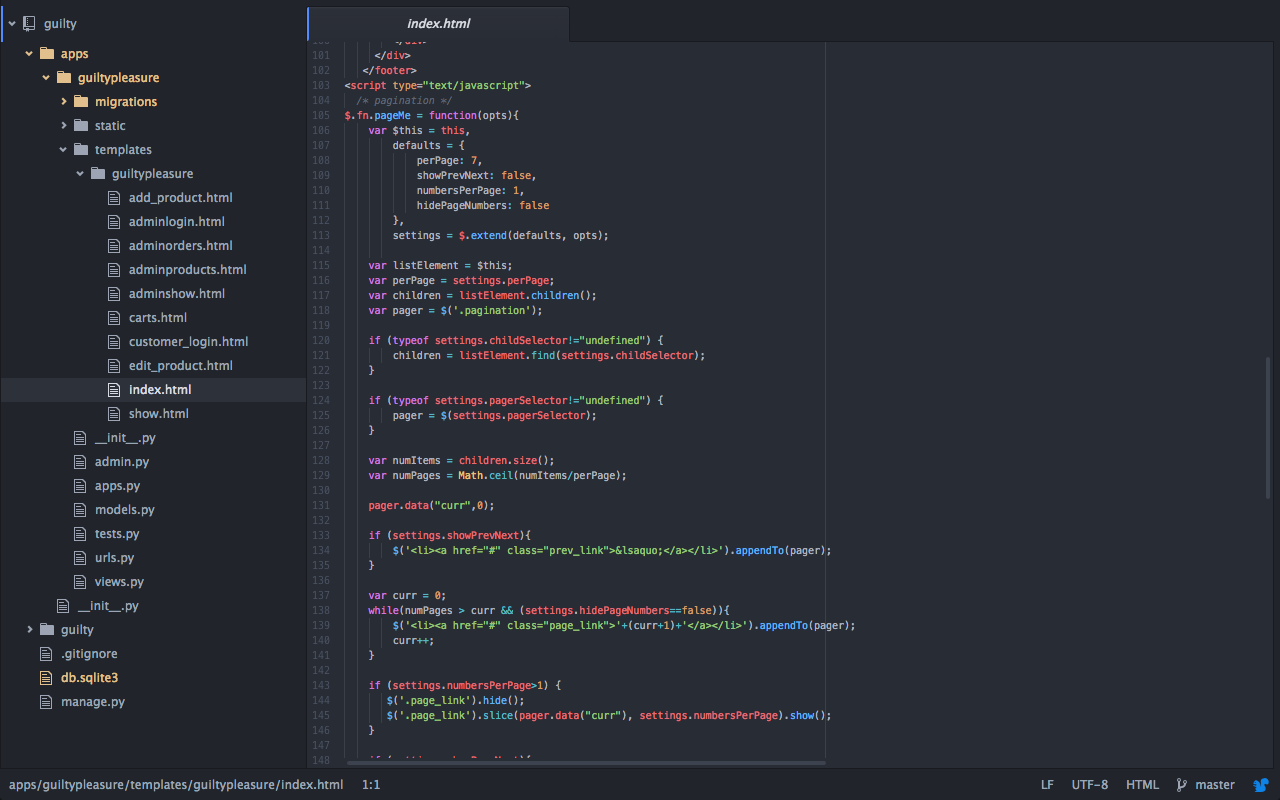 guilty
apps
guiltypleasure
migrations
static
templates
guiltypleasure
add_product.html
adminlogin.html
adminorders.html
adminproducts.html
adminshow.html
carts.html
customer_login.html
edit_product.html
index.html
show.html
__init__.py
admin.py
apps.py
models.py
tests.py
urls.py
views.py
__init__.py
guilty
.gitignore
db.sqlite3
manage.py
index.html
100 </div>
101 </div>
102 </footer>
103 <script type="text/javascript">
104 /* pagination */
105 $.fn.pageMe = function(opts){
106 var $this = this,
107 defaults = {
108 perPage: 7,
109 showPrevNext: false,
110 numbersPerPage: 1,
111 hidePageNumbers: false
112 },
113 settings = $.extend(defaults, opts);
114
115 var listElement = $this;
116 var perPage = settings.perPage;
117 var children = listElement.children();
118 var pager = $('.pagination');
119
120 if (typeof settings.childSelector!="undefined") {
121 children = listElement.find(settings.childSelector);
122 }
123
124 if (typeof settings.pagerSelector!="undefined") {
125 pager = $(settings.pagerSelector);
126 }
127
128 var numItems = children.size();
129 var numPages = Math.ceil(numItems/perPage);
130
131 pager.data("curr",0);
132
133 if (settings.showPrevNext){
134 $('<li><a href="#" class="prev_link">&lsaquo;</a></li>').appendTo(pager);
135 }
136
137 var curr = 0;
138 while(numPages > curr && (settings.hidePageNumbers==false)){
139 $('<li><a href="#" class="page_link">'+(curr+1)+'</a></li>').appendTo(pager);
140 curr++;
141 }
142
143 if (settings.numbersPerPage>1) {
144 $('.page_link').hide();
145 $('.page_link').slice(pager.data("curr"), settings.numbersPerPage).show();
146 }
147
148 if (settings.showPrevNext){
apps/guiltypleasure/templates/guiltypleasure/index.html 1:1 LF UTF-8 HTML master